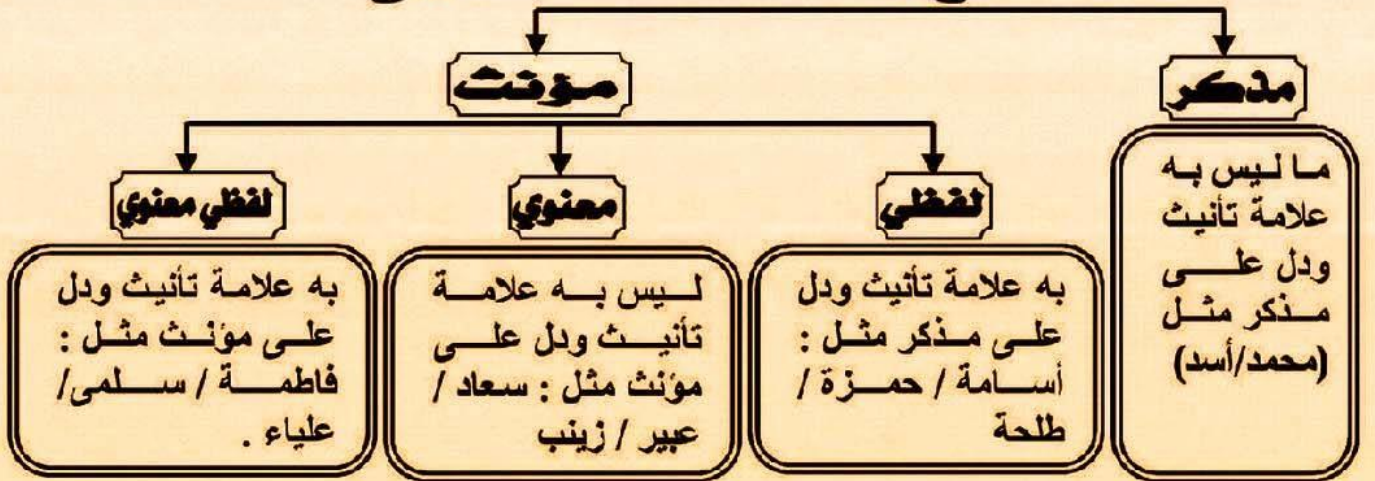 مذكر
ما ليس به
علامة تأنيث
ودل على
مذكر مثل
(محمد/أسد)
مؤنث
لفظي
به علامة تأنيث ودل
على مذكر مثل :
أسامة / حمزة /
طلحة
معنوي
ليس به علامة
تأنيث ودل على
مؤنث مثل : سعاد /
عبير / زينب
لفظي معنوي
به علامة تأنيث ودل
على مؤنث مثل :
فاطمة / سلمى/
علياء .